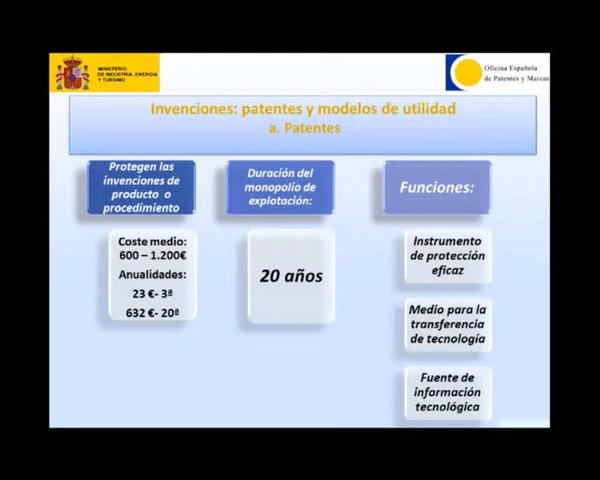 MINISTERIO
DE INDUSTRIA, ENERGÍA
Y TURISMO
Oficina Española
de Patentes y Marcas
Invenciones: patentes y modelos de utilidad
a. Patentes
Protegen las
invenciones de
producto o
procedimiento
Coste medio:
600 – 1.200€
Anualidades:
23 €- 3ª
632 €- 20ª
Duración del
monopolio de
explotación:
20 años
Funciones:
Instrumento
de protección
eficaz
Medio para la
transferencia
de tecnología
Fuente de
información
tecnológica